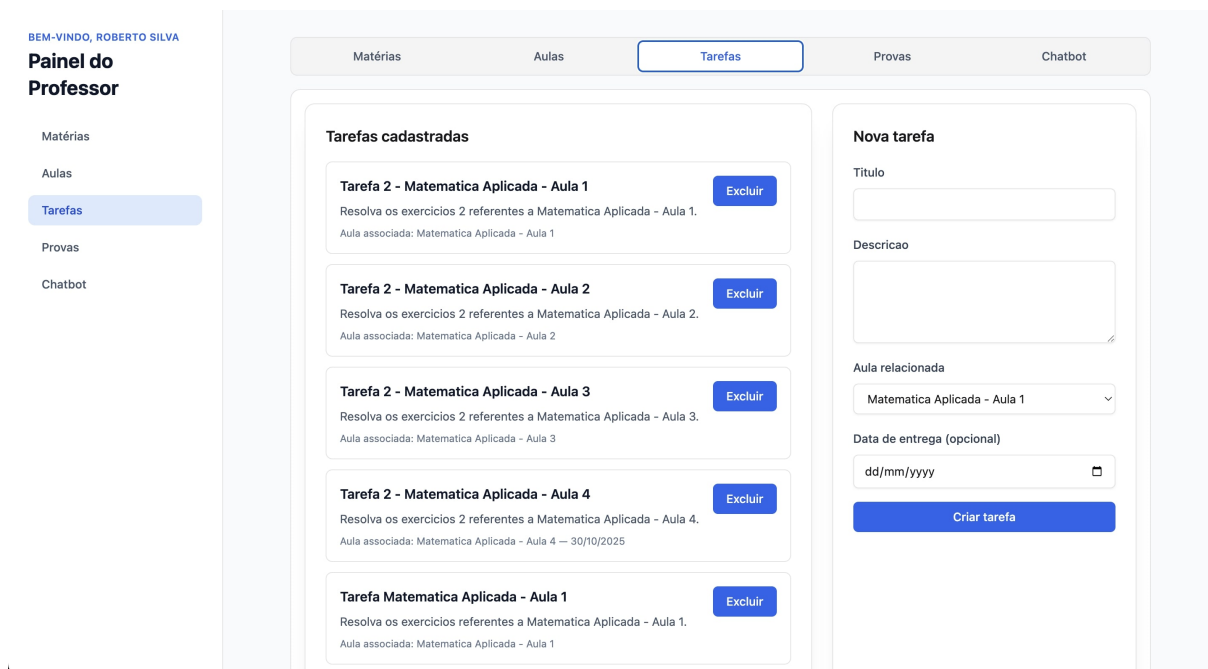 BEM-VINDO, ROBERTO SILVA
Painel do
Professor
Matérias
Aulas
Tarefas
Provas
Chatbot
Matérias
Aulas
Tarefas
Provas
Chatbot
Tarefas cadastradas
Tarefa 2 - Matematica Aplicada - Aula 1
Excluir
Resolva os exercicios 2 referentes a Matematica Aplicada - Aula 1.
Aula associada: Matematica Aplicada - Aula 1
Tarefa 2 - Matematica Aplicada - Aula 2
Excluir
Resolva os exercicios 2 referentes a Matematica Aplicada - Aula 2.
Aula associada: Matematica Aplicada - Aula 2
Tarefa 2 - Matematica Aplicada - Aula 3
Excluir
Resolva os exercicios 2 referentes a Matematica Aplicada - Aula 3.
Aula associada: Matematica Aplicada - Aula 3
Tarefa 2 - Matematica Aplicada - Aula 4
Excluir
Resolva os exercicios 2 referentes a Matematica Aplicada - Aula 4.
Aula associada: Matematica Aplicada - Aula 4 — 30/10/2025
Tarefa Matematica Aplicada - Aula 1
Excluir
Resolva os exercicios referentes a Matematica Aplicada - Aula 1.
Aula associada: Matematica Aplicada - Aula 1
Nova tarefa
Titulo
Descricao
Aula relacionada
Matematica Aplicada - Aula 1
Data de entrega (opcional)
dd/mm/yyyy
Criar tarefa